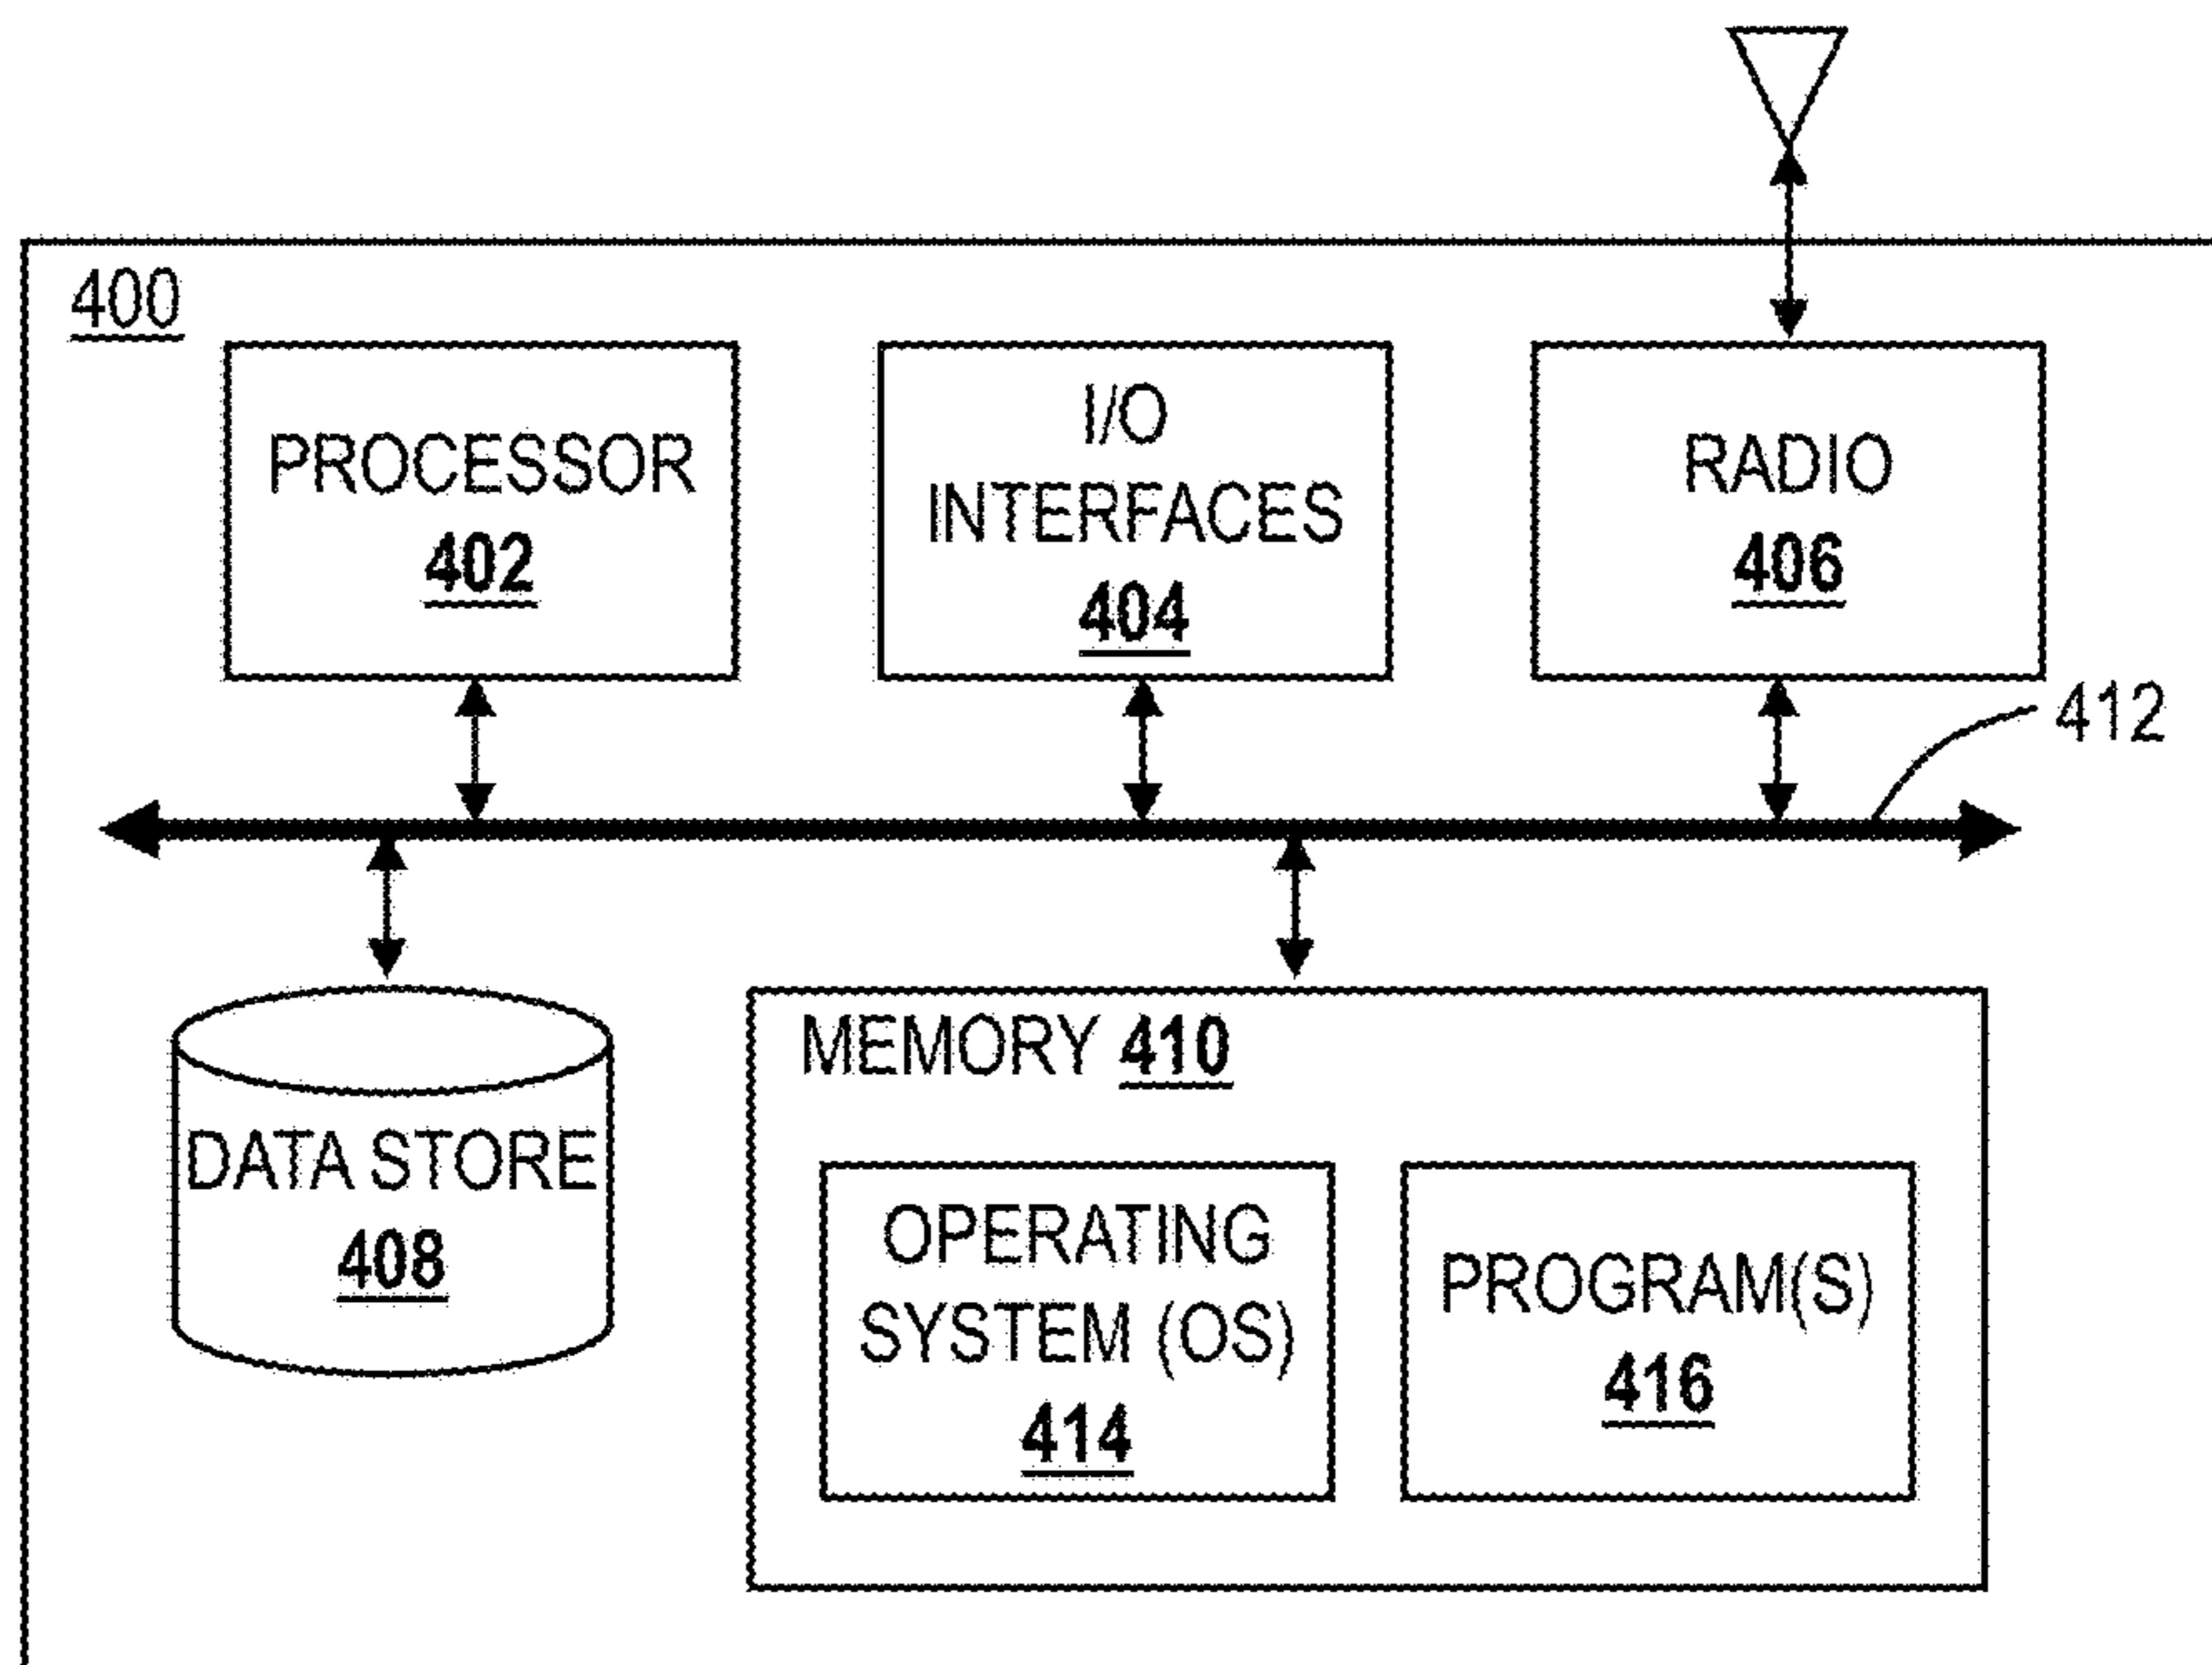 400
PROCESSOR
402
I/O
INTERFACES
404
RADIO
406
412
DATA STORE
408
MEMORY 410
OPERATING
SYSTEM (OS)
414
PROGRAM(S)
416